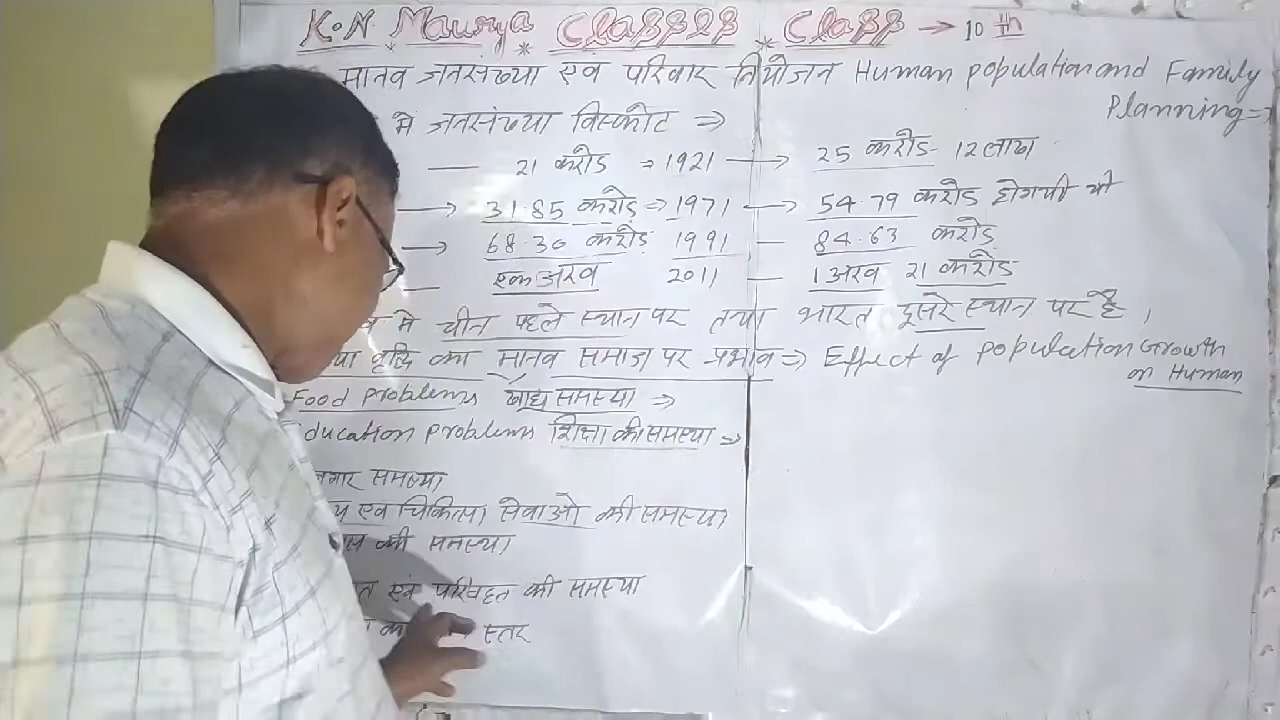 K.N Maurya Classes * Class → 10 th
मानव जनसंख्या एवं परिवार नियोजन Human population and Family
Planning ⇒
में जनसंख्या विस्फोट ⇒
— 21 करोड़ ⇒ 1921 → 25 करोड़ 12 लाख
→ 31.85 करोड़ ⇒ 1971 → 54.79 करोड़ होगयी थी
→ 68.30 करोड़ 1991 — 84.63 करोड़
— एक अरब 2011 — 1 अरब 21 करोड़
में चीन पहले स्थान पर तथा भारत दूसरे स्थान पर है,
वृद्धि का मानव समाज पर प्रभाव ⇒ Effect of population Growth
on Human
Food problems खाद्य समस्या ⇒
ducation problems शिक्षा की समस्या ⇒
समस्या
एवं चिकित्सा सेवाओ की समस्या
की समस्या
एवं परिवहन की समस्या
स्तर